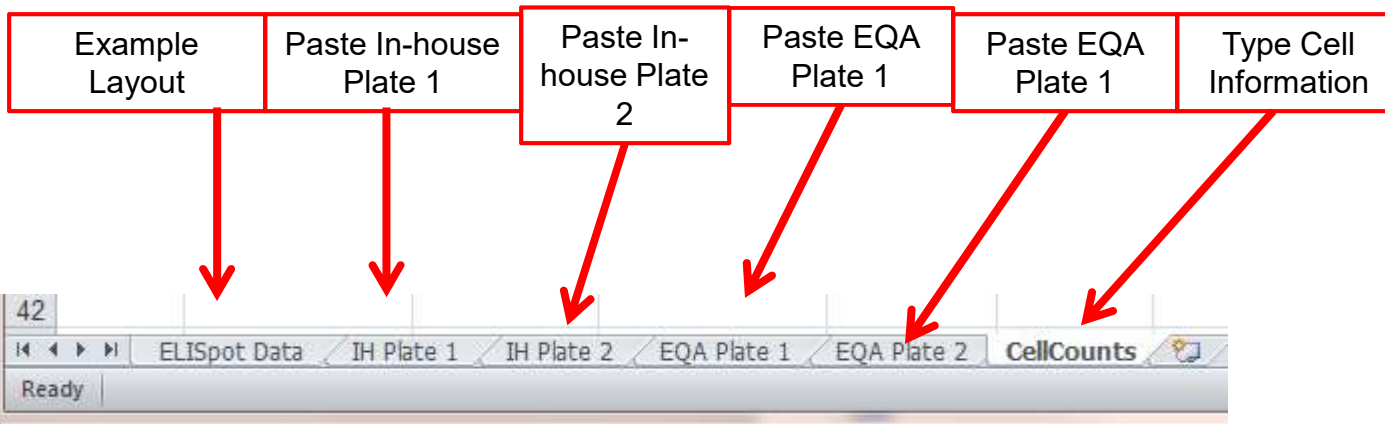 Example
Layout
Paste In-house
Plate 1
Paste In-
house Plate
2
Paste EQA
Plate 1
Paste EQA
Plate 1
Type Cell
Information
42
ELISpot Data IH Plate 1 IH Plate 2 EQA Plate 1 EQA Plate 2 CellCounts
Ready